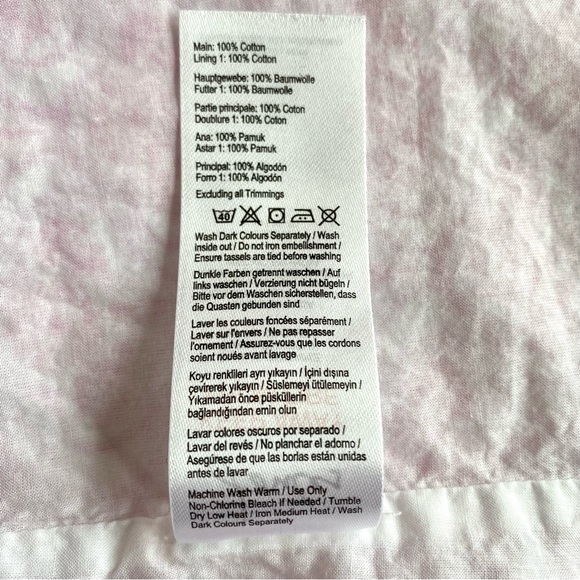 Main: 100% Cotton
Lining 1: 100% Cotton
Hauptgewebe: 100% Baumwolle
Futter 1: 100% Baumwolle
Partie principale: 100% Coton
Doublure 1: 100% Coton
Ana: 100% Pamuk
Astar 1: 100% Pamuk
Principal: 100% Algodón
Forro 1: 100% Algodón
Excluding all Trimmings
40
Wash Dark Colours Separately / Wash
inside out / Do not iron embellishment /
Ensure tassels are tied before washing
Dunkle Farben getrennt waschen / Auf
links waschen / Verzierung nicht bügeln /
Bitte vor dem Waschen sicherstellen, dass
die Quasten gebunden sind
Laver les couleurs foncées séparément /
Laver sur l'envers / Ne pas repasser
l'ornement / Assurez-vous que les cordons
soient noués avant lavage
Koyu renklileri ayrı yıkayın / İçini dışına
çevirerek yıkayın / Süslemeyi ütülemeyin /
Yıkamadan önce püsküllerin
bağlandığından emin olun
Lavar colores oscuros por separado /
Lavar del revés / No planchar el adorno /
Asegúrese de que las borlas están unidas
antes de lavar
Machine Wash Warm / Use Only
Non-Chlorine Bleach If Needed / Tumble
Dry Low Heat / Iron Medium Heat / Wash
Dark Colours Separately